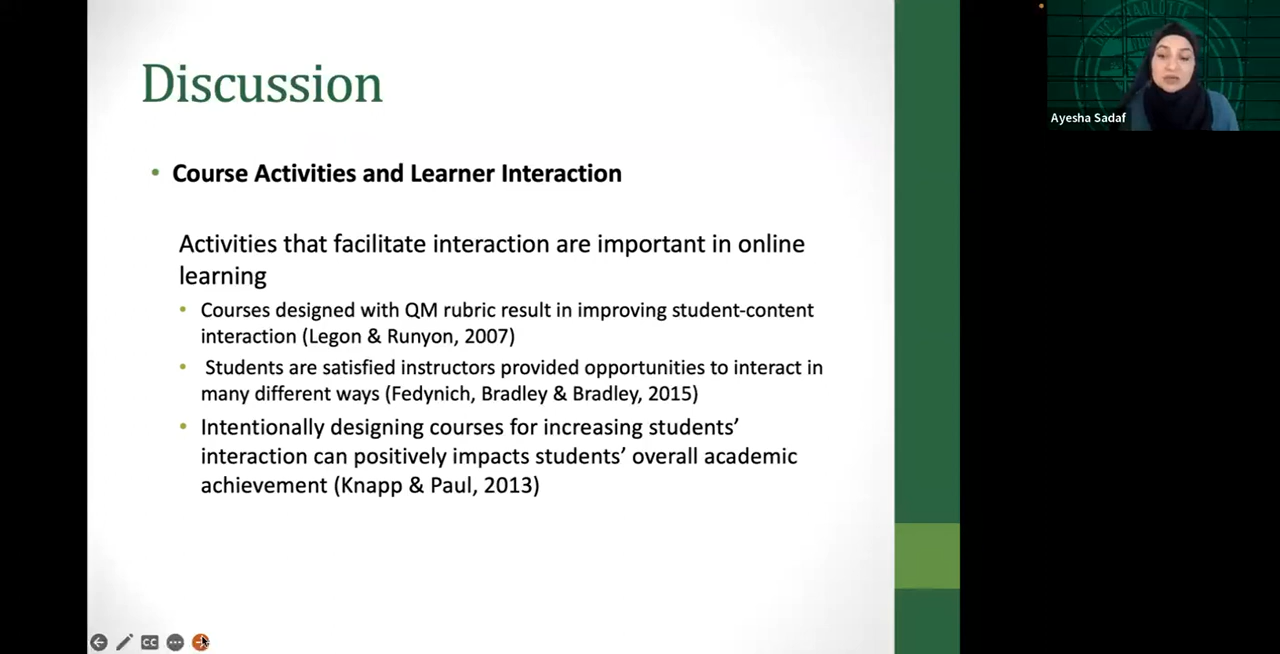 Discussion
• Course Activities and Learner Interaction
Activities that facilitate interaction are important in online
learning
• Courses designed with QM rubric result in improving student-content
interaction (Legon & Runyon, 2007)
• Students are satisfied instructors provided opportunities to interact in
many different ways (Fedynich, Bradley & Bradley, 2015)
• Intentionally designing courses for increasing students’
interaction can positively impacts students’ overall academic
achievement (Knapp & Paul, 2013)
CHARLOTTE
Ayesha Sadaf
CC